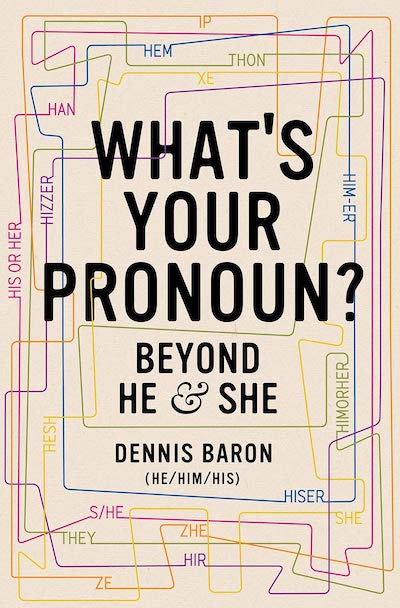 IP
HEM
THON
XE
HAN
WHAT'S
YOUR
PRONOUN?
HIZZER
HIM-ER
HIS OR HER
BEYOND
HE & SHE
HIMORHER
HESH
DENNIS BARON
(HE/HIM/HIS)
HISER
S/HE
SHE
THEY
ZHE
HIR
ZE